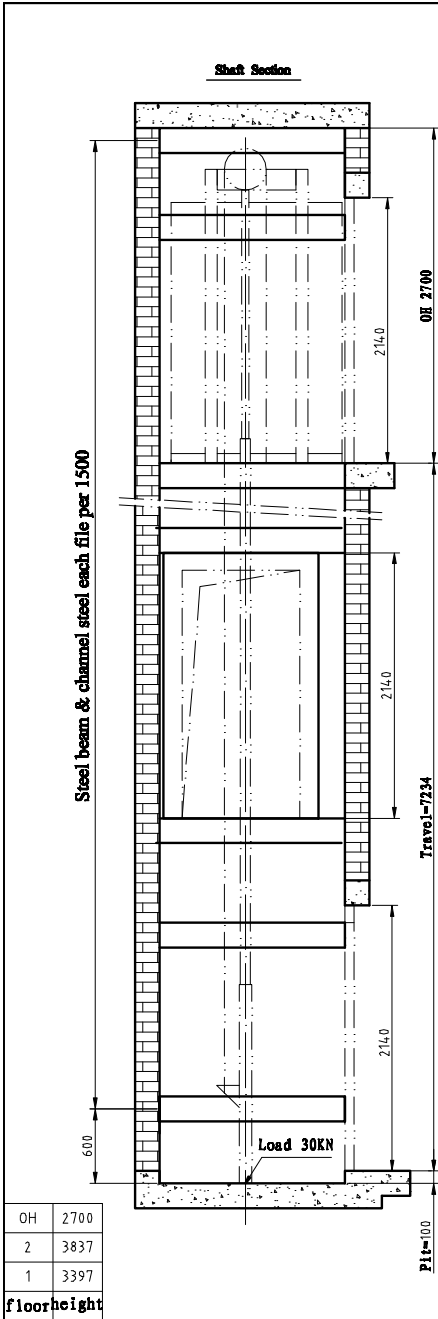 Shaft Section
OH 2700
2140
Steel beam & channel steel each file per 1500
2140
Travel=7234
2140
600
Load 30KN
Pit=100
OH 2700
2 3837
1 3397
floor height